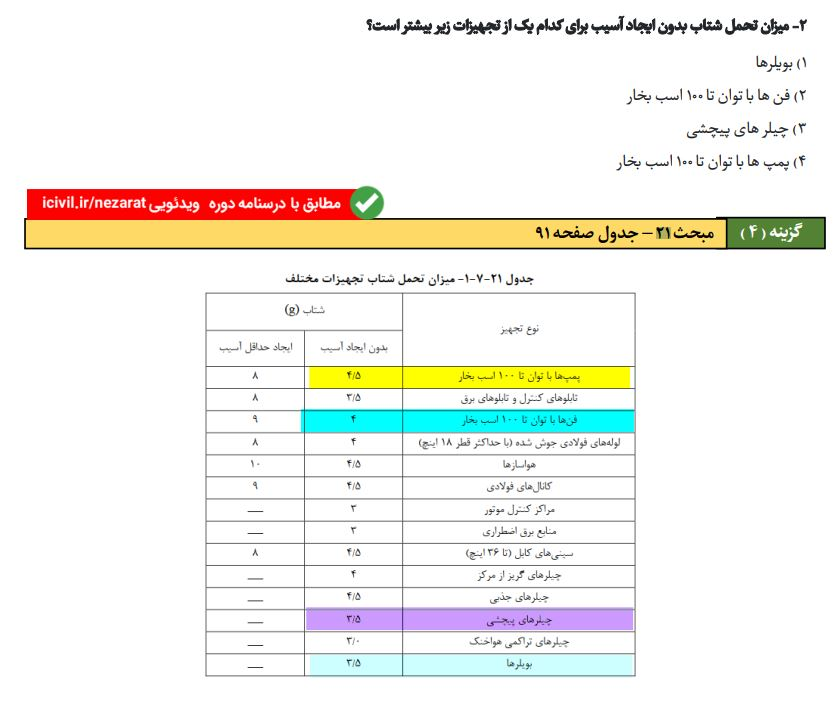 ۲- میزان تحمل شتاب بدون ایجاد آسیب برای کدام یک از تجهیزات زیر بیشتر است؟
۱) بویلرها
۲) فن ها با توان تا ۱۰۰ اسب بخار
۳) چیلر های پیچشی
۴) پمپ ها با توان تا ۱۰۰ اسب بخار
مطابق با درسنامه دوره ویدئویی icivil.ir/nezarat
گزینه ( ۴ ) مبحث ۲۱ – جدول صفحه ۹۱
جدول ۲۱-۷-۱- میزان تحمل شتاب تجهیزات مختلف
نوع تجهیز شتاب (g)
بدون ایجاد آسیب ایجاد حداقل آسیب
پمپ‌ها با توان تا ۱۰۰ اسب بخار ۴/۵ ۸
تابلوهای کنترل و تابلوهای برق ۳/۵ ۸
فن‌ها با توان تا ۱۰۰ اسب بخار ۴ ۹
لوله‌های فولادی جوش شده (با حداکثر قطر ۱۸ اینچ) ۴ ۸
هواسازها ۴/۵ ۱۰
کانال‌های فولادی ۴/۵ ۹
مراکز کنترل موتور ۳ —
منابع برق اضطراری ۳ —
سینی‌های کابل (تا ۳۶ اینچ) ۴/۵ ۸
چیلرهای گریز از مرکز ۴ —
چیلرهای جذبی ۴/۵ —
چیلرهای پیچشی ۳/۵ —
چیلرهای تراکمی هواخنک ۳/۰ —
بویلرها ۳/۵ —